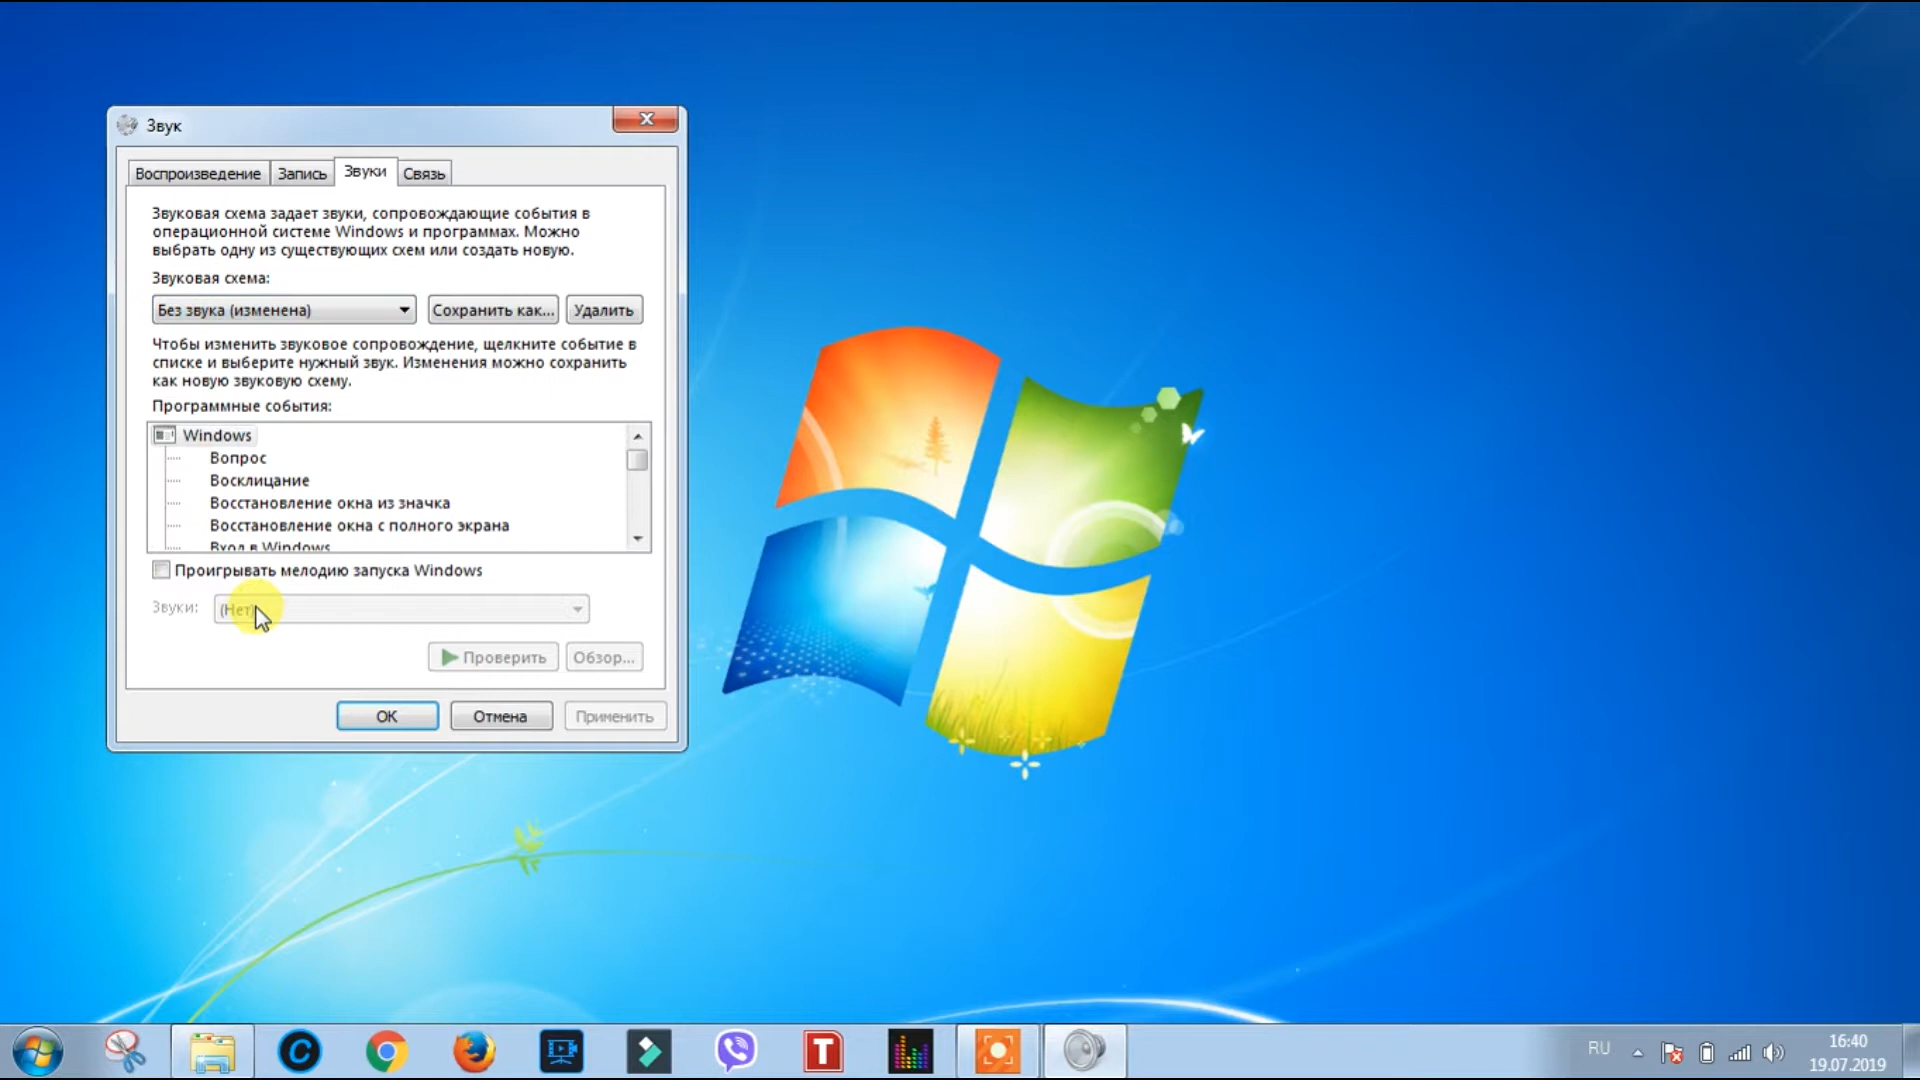 Звук
Воспроизведение Запись Звуки Связь
Звуковая схема задает звуки, сопровождающие события в
операционной системе Windows и программах. Можно
выбрать одну из существующих схем или создать новую.
Звуковая схема:
Без звука (изменена) Сохранить как... Удалить
Чтобы изменить звуковое сопровождение, щелкните событие в
списке и выберите нужный звук. Изменения можно сохранить
как новую звуковую схему.
Программные события:
Windows
Вопрос
Восклицание
Восстановление окна из значка
Восстановление окна с полного экрана
Вход в Windows
Проигрывать мелодию запуска Windows
Звуки: (Нет)
Проверить Обзор...
ОК Отмена Применить
C T RU 16:40
19.07.2019